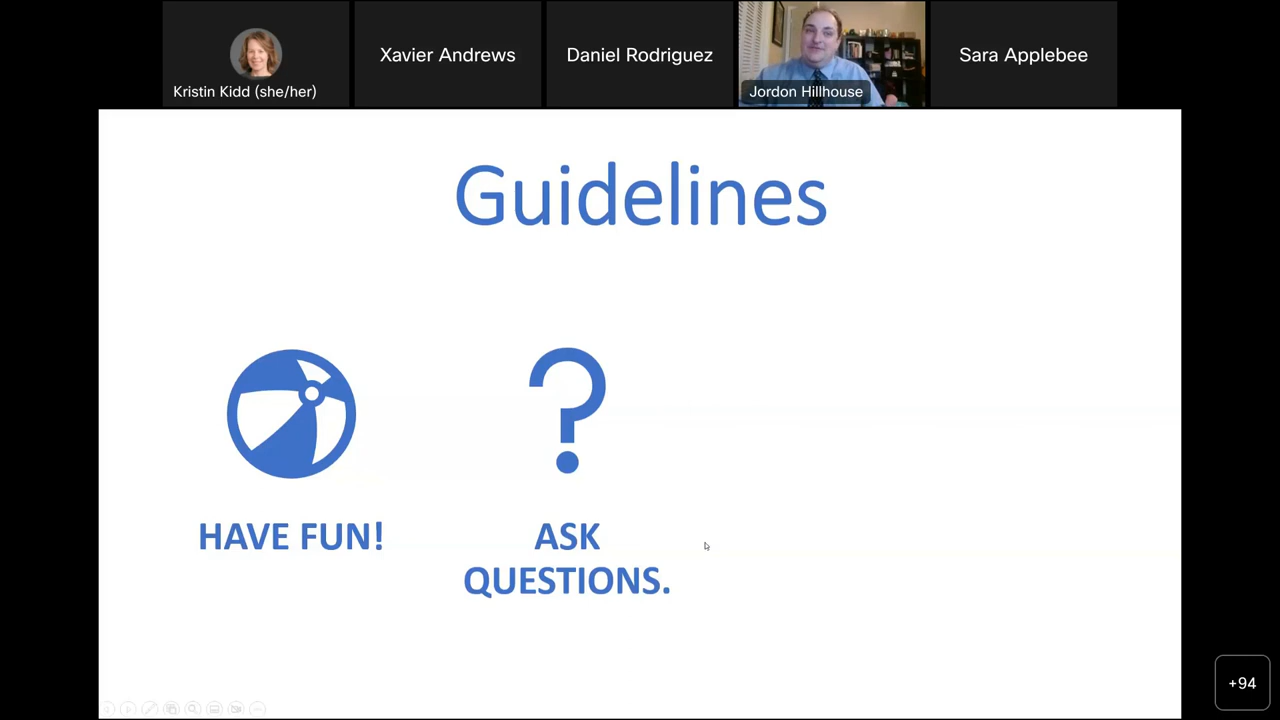 Kristin Kidd (she/her)
Xavier Andrews
Daniel Rodriguez
Jordon Hillhouse
Sara Applebee
Guidelines
?
HAVE FUN!
ASK
QUESTIONS.
+94